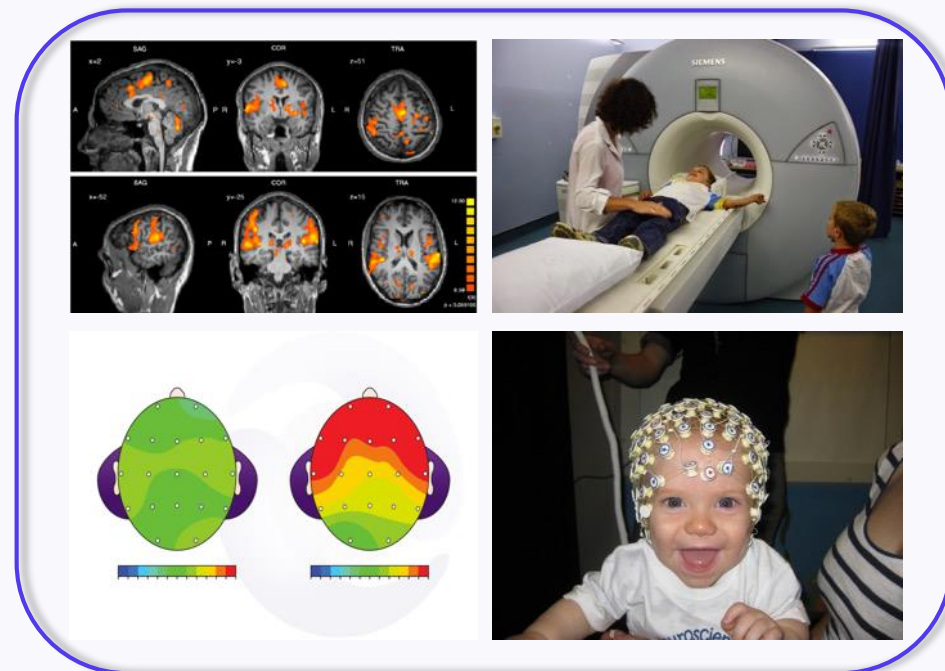 SAG
COR
TRA
x=2
y=-3
z=51
A
P R
L R
L
SAG
COR
TRA
x=-52
y=-25
z=15
A
P R
L R
L
SIEMENS